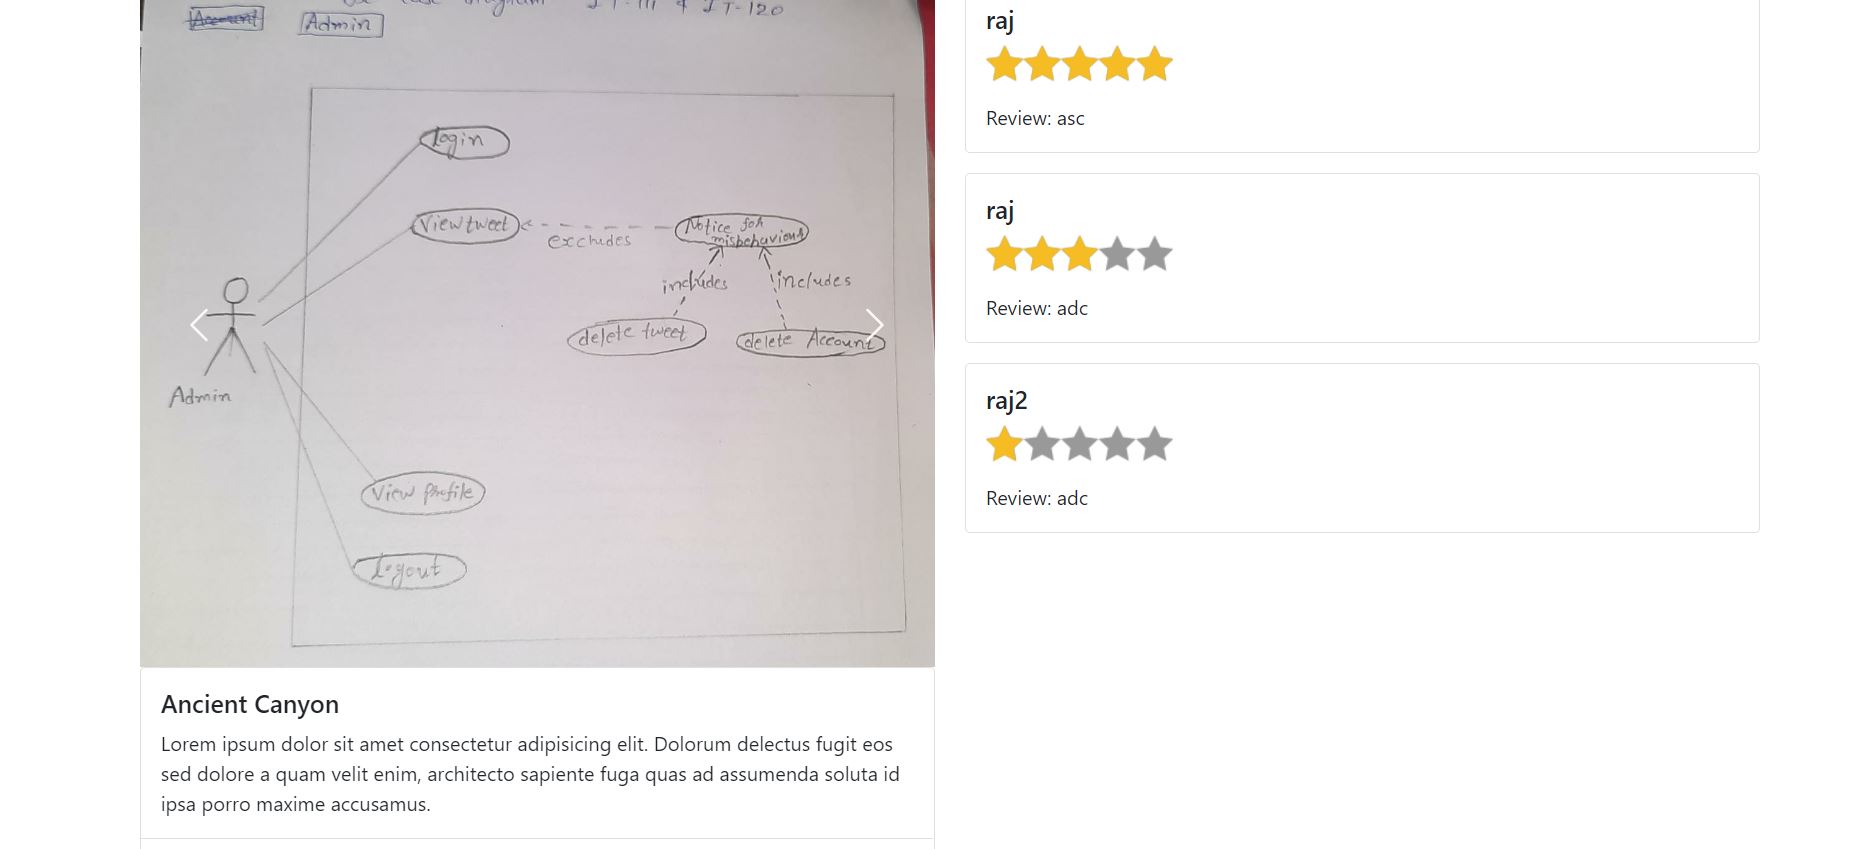 Use case diagram IT-111 & IT-120
Admin
login
View tweet
excludes
Notice for
misbehaviour
includes
includes
delete tweet
delete Account
Admin
View profile
Logout
Ancient Canyon
Lorem ipsum dolor sit amet consectetur adipisicing elit. Dolorum delectus fugit eos
sed dolore a quam velit enim, architecto sapiente fuga quas ad assumenda soluta id
ipsa porro maxime accusamus.
raj
Review: asc
raj
Review: adc
raj2
Review: adc